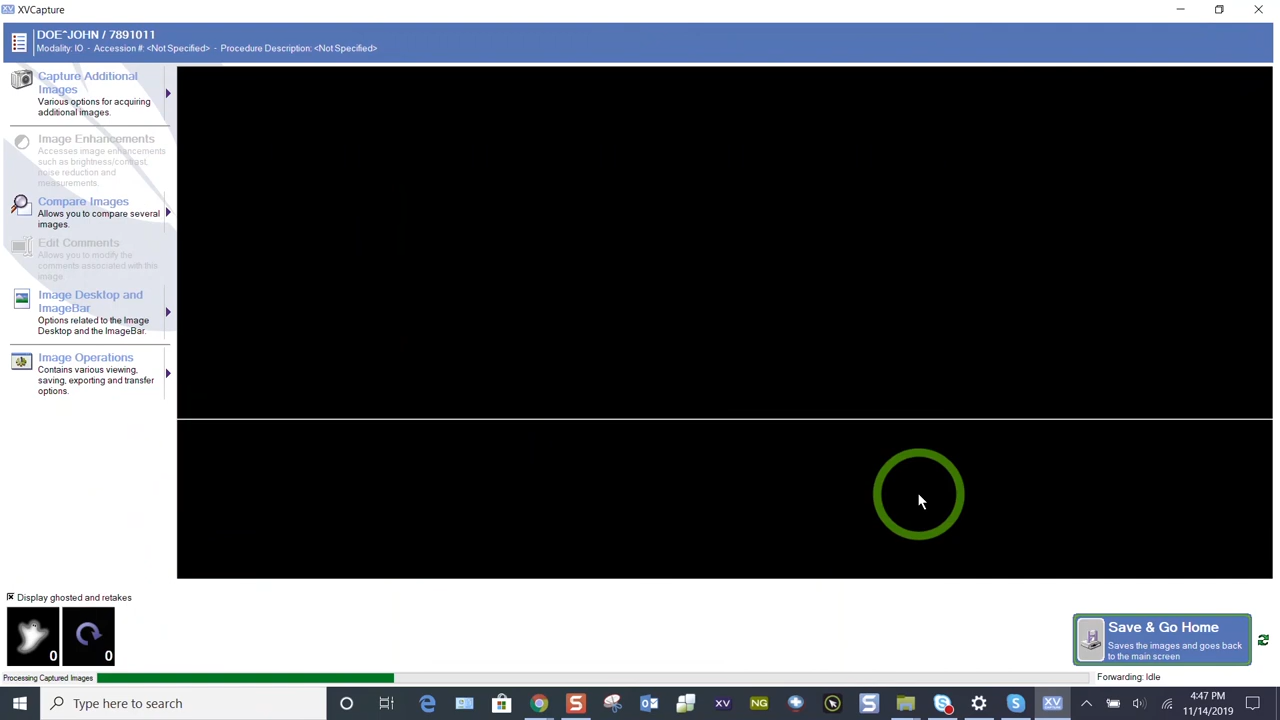 XVCapture
DOE^JOHN / 7891011
Modality: IO - Accession #: <Not Specified> - Procedure Description: <Not Specified>
Capture Additional
Images
Various options for acquiring
additional images.
Image Enhancements
Accesses image enhancements
such as brightness/contrast,
noise reduction and
measurements.
Compare Images
Allows you to compare several
images.
Edit Comments
Allows you to modify the
comments associated with this
image.
Image Desktop and
ImageBar
Options related to the Image
Desktop and the ImageBar.
Image Operations
Contains various viewing,
saving, exporting and transfer
options.
Display ghosted and retakes
0
0
Save & Go Home
Saves the images and goes back
to the main screen
Processing Captured Images
Forwarding: Idle
Type here to search
XV
NG
S
XV
4:47 PM
11/14/2019